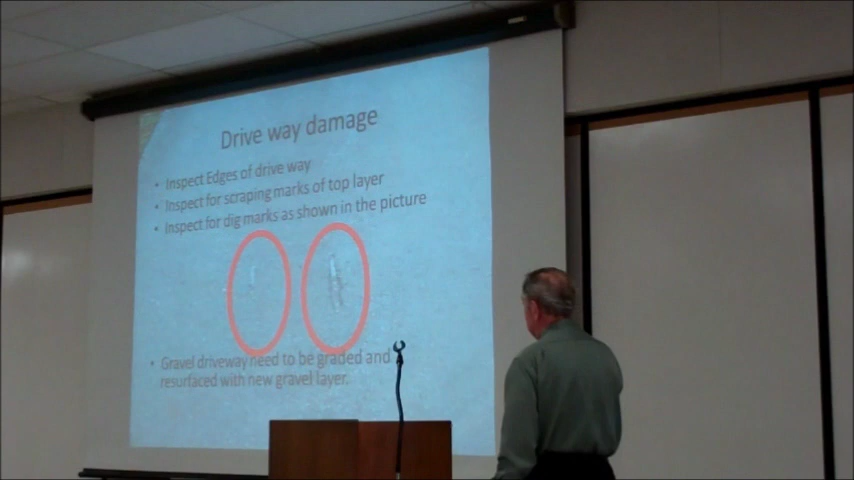 Drive way damage
• Inspect Edges of drive way
• Inspect for scraping marks of top layer
• Inspect for dig marks as shown in the picture
• Gravel driveway need to be graded and
resurfaced with new gravel layer.